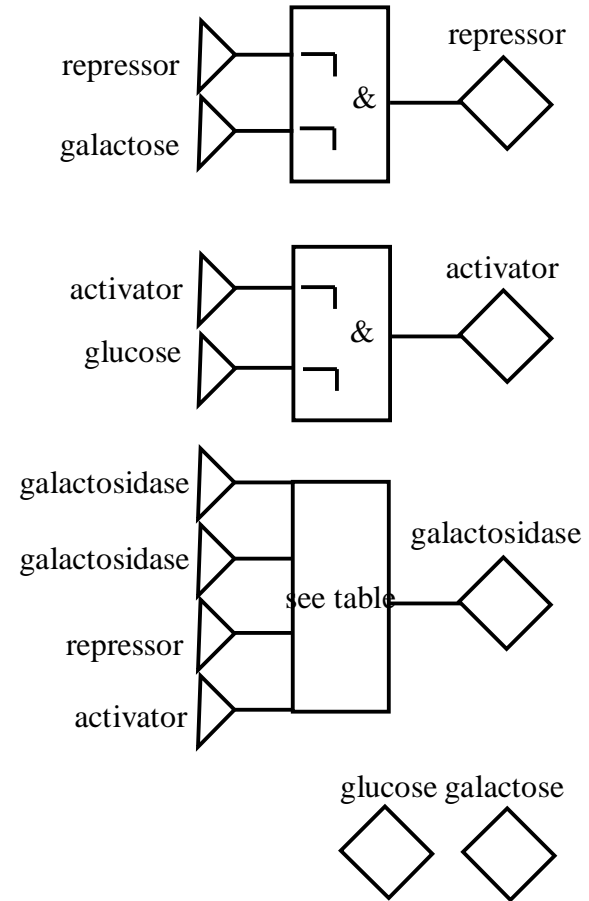 repressor
repressor
&
galactose
activator
activator
&
glucose
galactosidase
galactosidase
galactosidase
see table
repressor
activator
glucose galactose